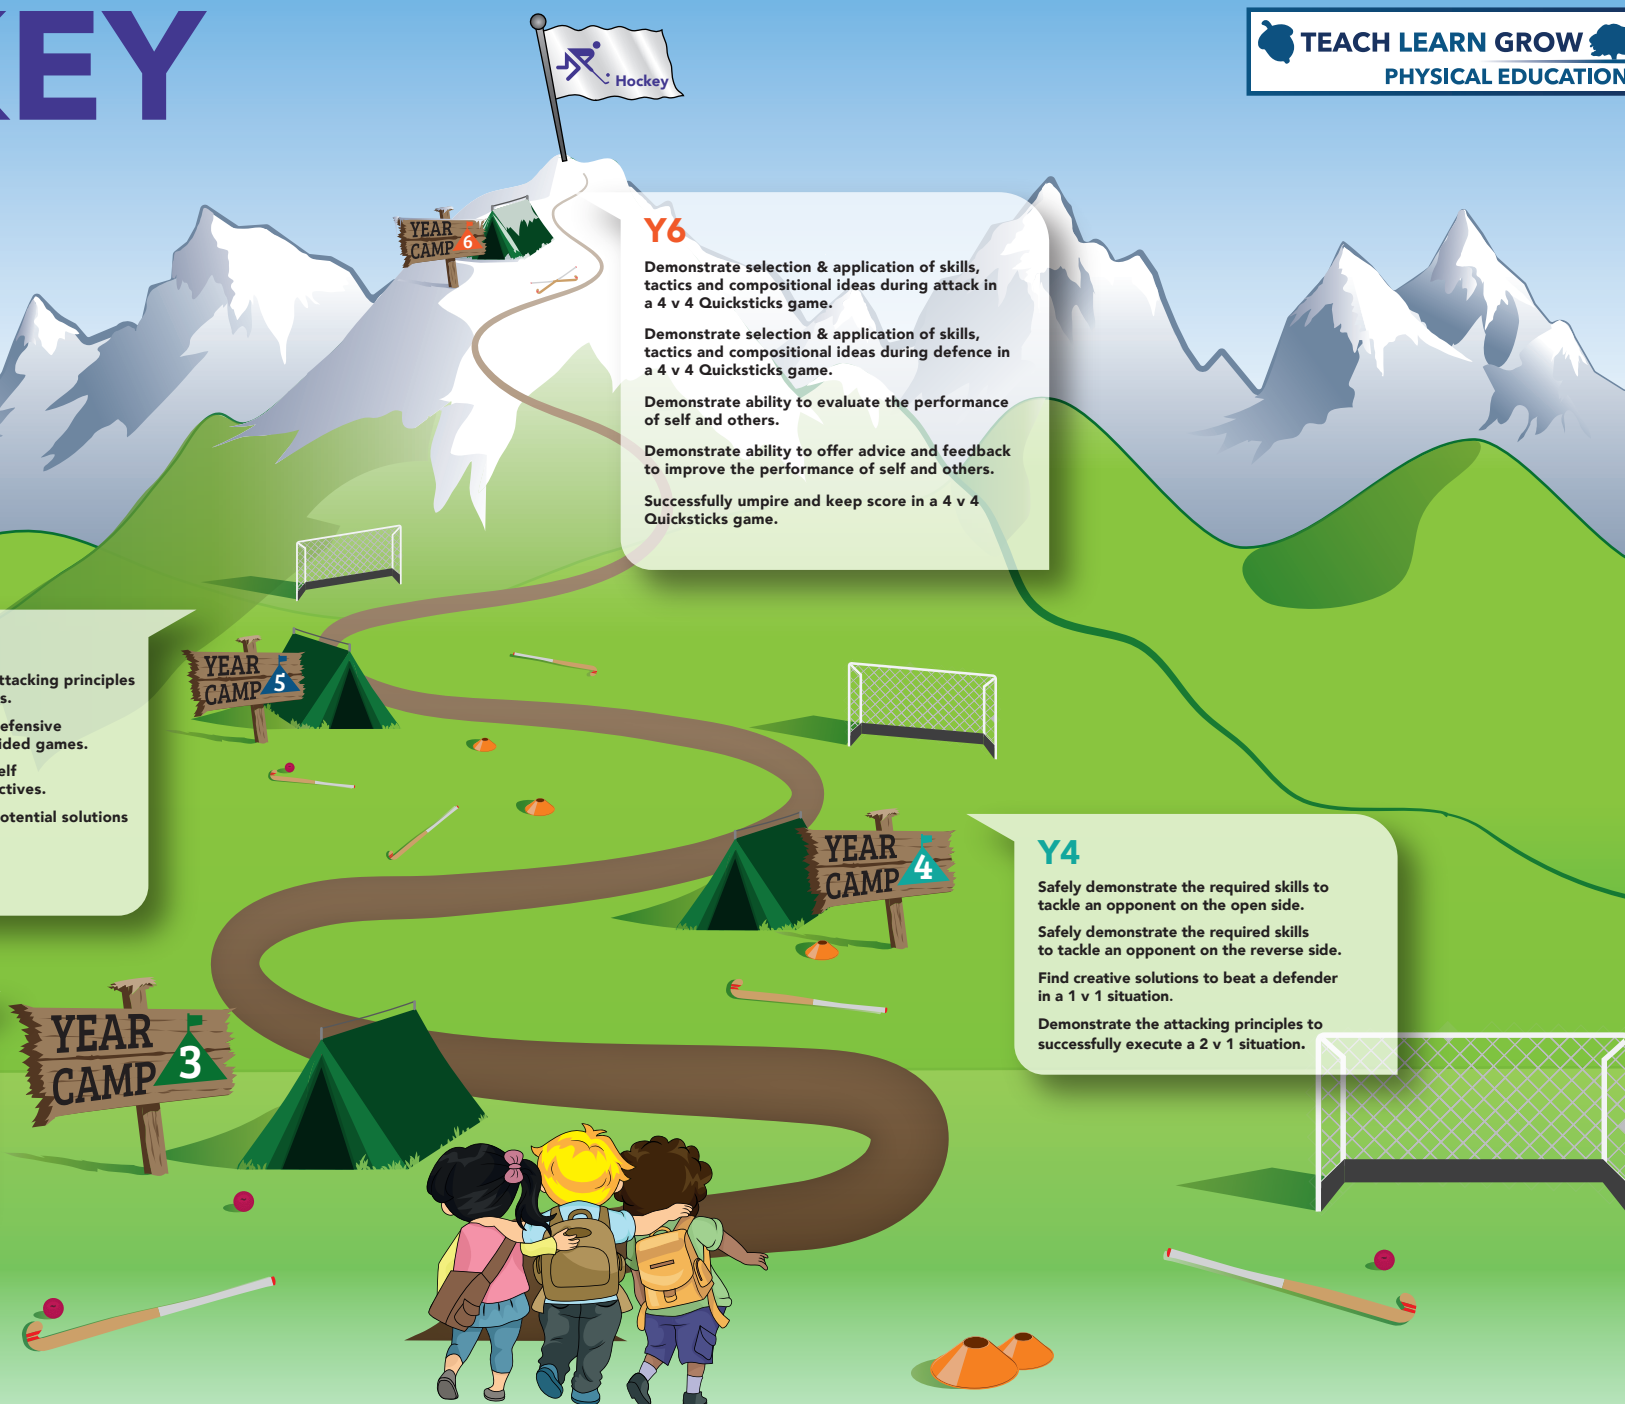 KEY
Hockey
TEACH LEARN GROW
PHYSICAL EDUCATION
YEAR
CAMP 6
Y6
Demonstrate selection & application of skills,
tactics and compositional ideas during attack in
a 4 v 4 Quicksticks game.
Demonstrate selection & application of skills,
tactics and compositional ideas during defence in
a 4 v 4 Quicksticks game.
Demonstrate ability to evaluate the performance
of self and others.
Demonstrate ability to offer advice and feedback
to improve the performance of self and others.
Successfully umpire and keep score in a 4 v 4
Quicksticks game.
ttacking principles
s.
efensive
ided games.
elf
ctives.
otential solutions
YEAR
CAMP 5
YEAR
CAMP 4
Y4
Safely demonstrate the required skills to
tackle an opponent on the open side.
Safely demonstrate the required skills
to tackle an opponent on the reverse side.
Find creative solutions to beat a defender
in a 1 v 1 situation.
Demonstrate the attacking principles to
successfully execute a 2 v 1 situation.
YEAR
CAMP 3